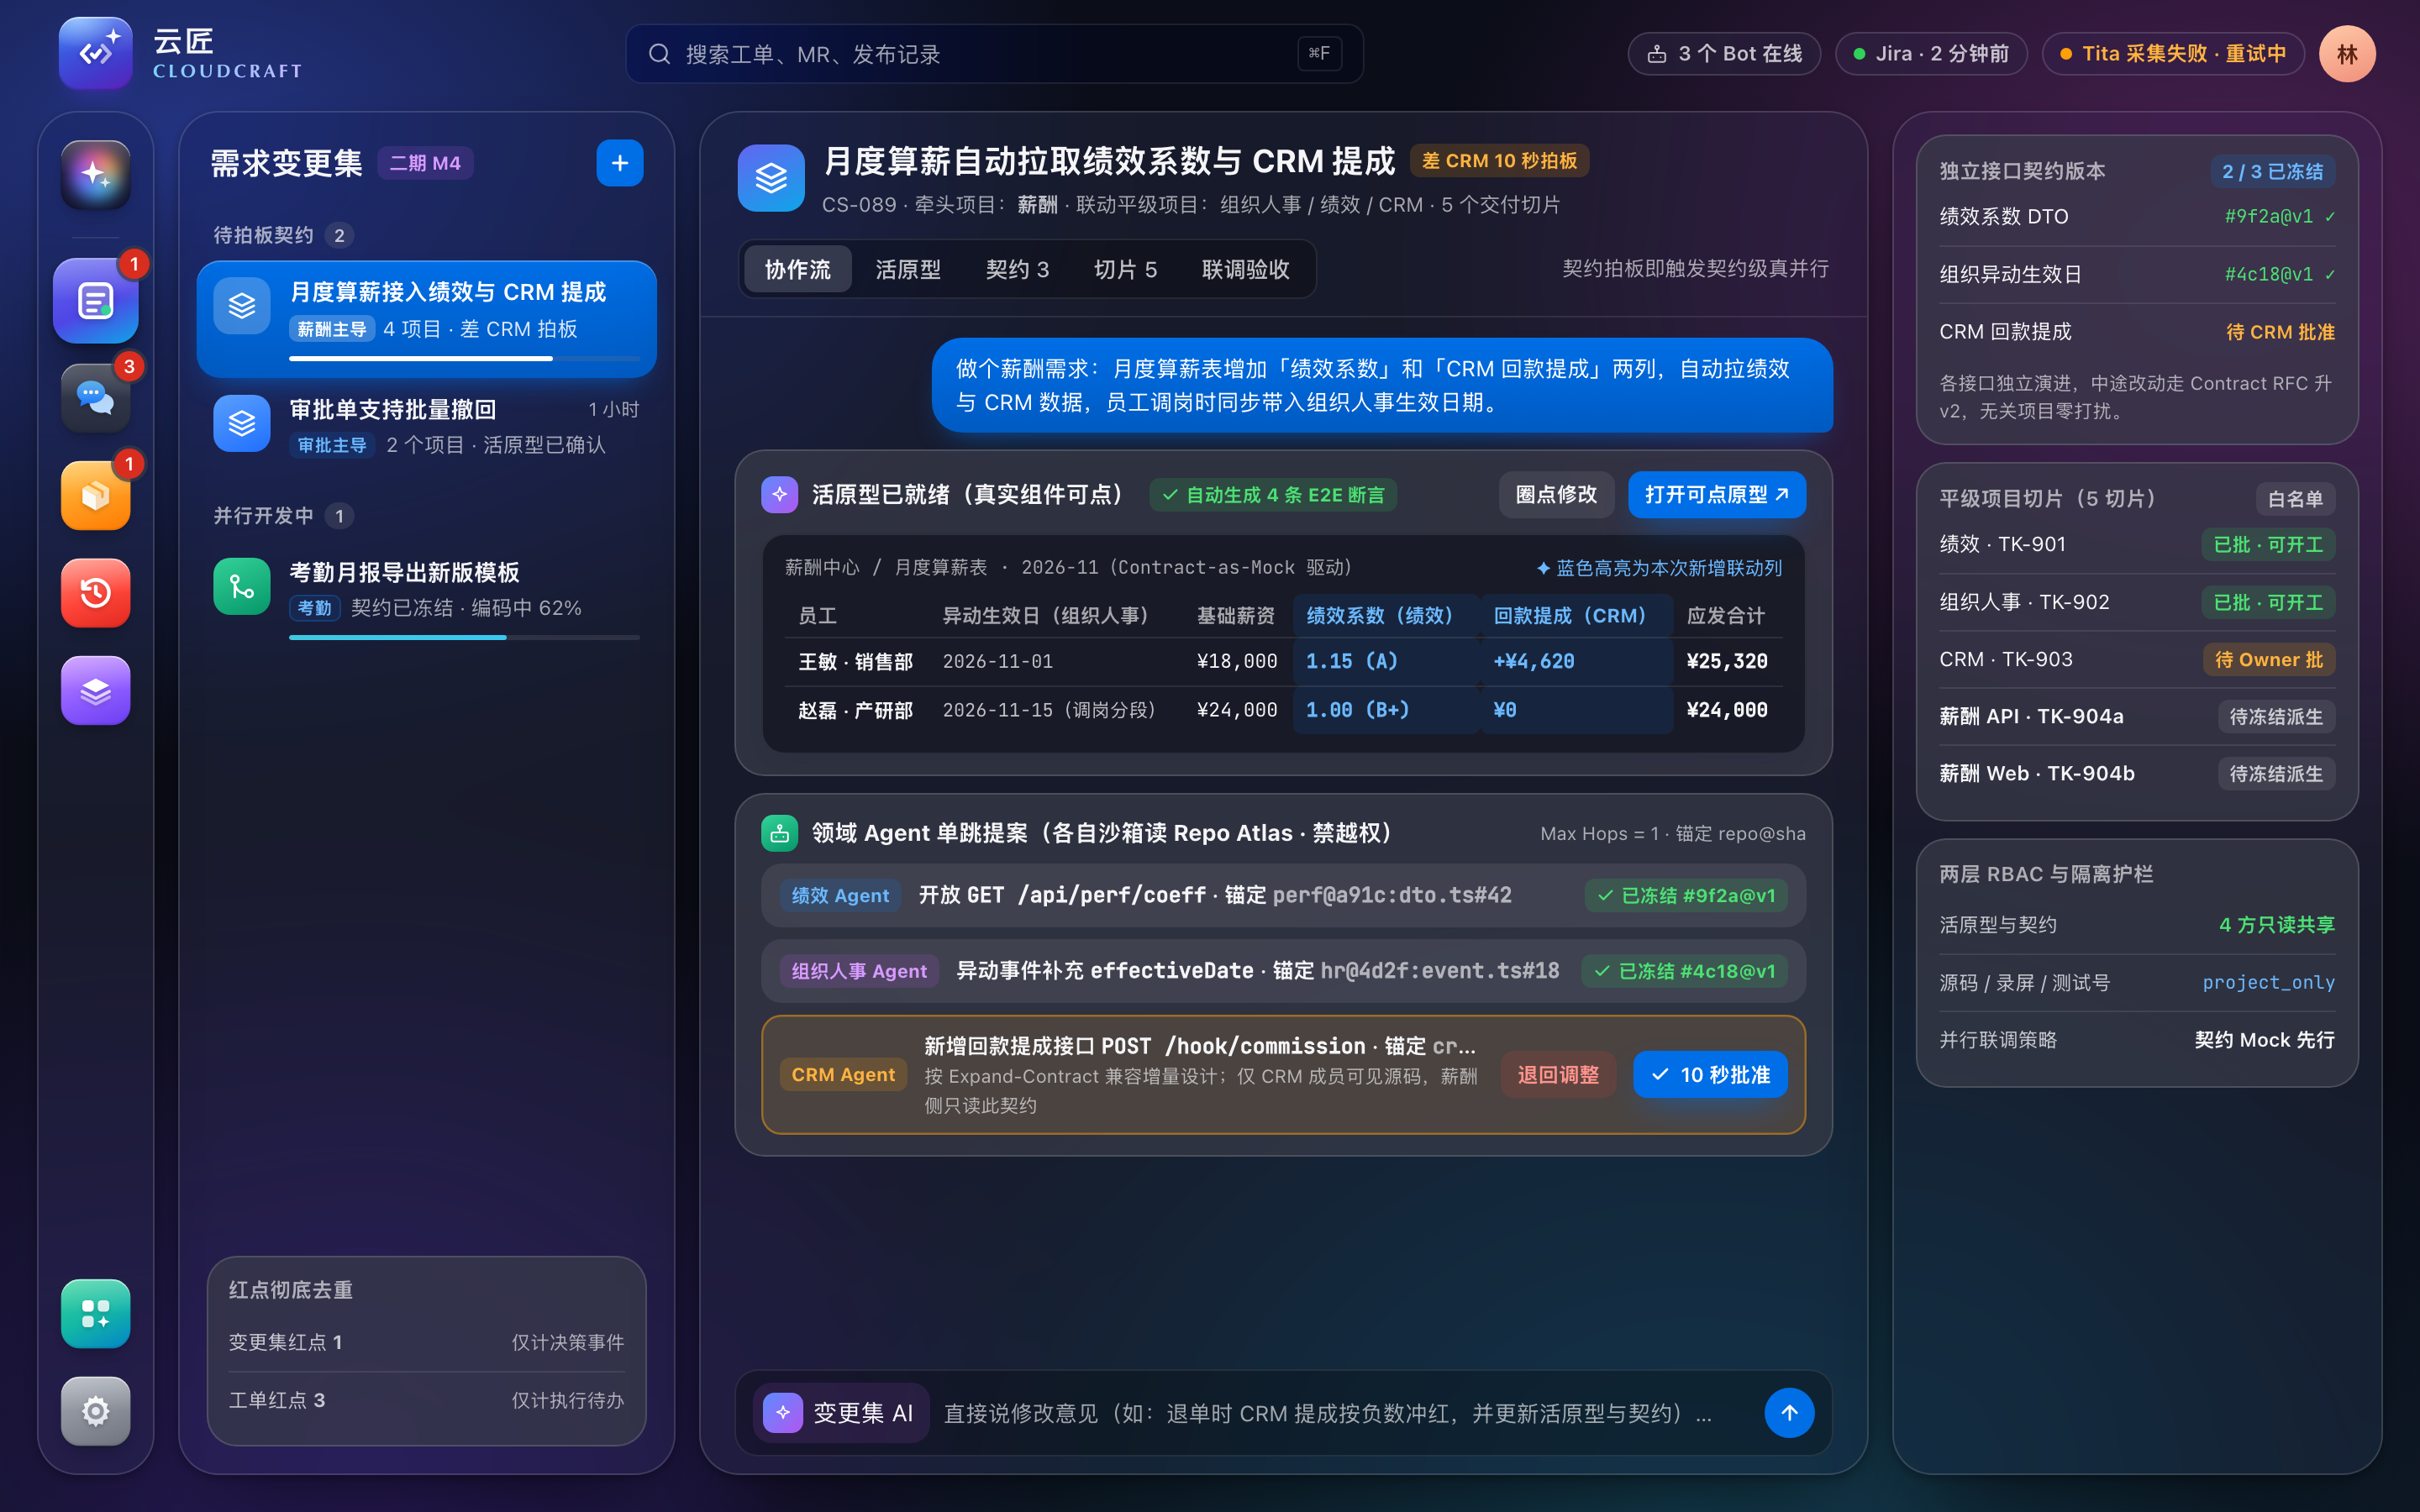 云匠
CLOUDCRAFT
搜索工单、MR、发布记录
⌘F
3 个 Bot 在线
Jira · 2 分钟前
Tita 采集失败 · 重试中
林
1
3
1
需求变更集
二期 M4
待拍板契约 2
月度算薪接入绩效与 CRM 提成
薪酬主导 4 项目 · 差 CRM 拍板
审批单支持批量撤回
1 小时
审批主导 2 个项目 · 活原型已确认
并行开发中 1
考勤月报导出新版模板
考勤 契约已冻结 · 编码中 62%
红点彻底去重
变更集红点 1
仅计决策事件
工单红点 3
仅计执行待办
月度算薪自动拉取绩效系数与 CRM 提成
差 CRM 10 秒拍板
CS-089 · 牵头项目：薪酬 · 联动平级项目：组织人事 / 绩效 / CRM · 5 个交付切片
协作流
活原型
契约 3
切片 5
联调验收
契约拍板即触发契约级真并行
做个薪酬需求：月度算薪表增加「绩效系数」和「CRM 回款提成」两列，自动拉绩效
与 CRM 数据，员工调岗时同步带入组织人事生效日期。
活原型已就绪（真实组件可点）
✓ 自动生成 4 条 E2E 断言
圈点修改
打开可点原型 ↗
薪酬中心 / 月度算薪表 · 2026-11（Contract-as-Mock 驱动）
✦ 蓝色高亮为本次新增联动列
员工 异动生效日（组织人事） 基础薪资 绩效系数（绩效） 回款提成（CRM） 应发合计
王敏 · 销售部 2026-11-01 ¥18,000 1.15 (A) +¥4,620 ¥25,320
赵磊 · 产研部 2026-11-15（调岗分段） ¥24,000 1.00 (B+) ¥0 ¥24,000
领域 Agent 单跳提案（各自沙箱读 Repo Atlas · 禁越权）
Max Hops = 1 · 锚定 repo@sha
绩效 Agent 开放 GET /api/perf/coeff · 锚定 perf@a91c:dto.ts#42 ✓ 已冻结 #9f2a@v1
组织人事 Agent 异动事件补充 effectiveDate · 锚定 hr@4d2f:event.ts#18 ✓ 已冻结 #4c18@v1
CRM Agent
新增回款提成接口 POST /hook/commission · 锚定 cr…
按 Expand-Contract 兼容增量设计；仅 CRM 成员可见源码，薪酬
侧只读此契约
退回调整
✓ 10 秒批准
变更集 AI
直接说修改意见（如：退单时 CRM 提成按负数冲红，并更新活原型与契约）…
独立接口契约版本
2 / 3 已冻结
绩效系数 DTO #9f2a@v1 ✓
组织异动生效日 #4c18@v1 ✓
CRM 回款提成 待 CRM 批准
各接口独立演进，中途改动走 Contract RFC 升
v2，无关项目零打扰。
平级项目切片（5 切片）
白名单
绩效 · TK-901 已批 · 可开工
组织人事 · TK-902 已批 · 可开工
CRM · TK-903 待 Owner 批
薪酬 API · TK-904a 待冻结派生
薪酬 Web · TK-904b 待冻结派生
两层 RBAC 与隔离护栏
活原型与契约 4 方只读共享
源码 / 录屏 / 测试号 project_only
并行联调策略 契约 Mock 先行